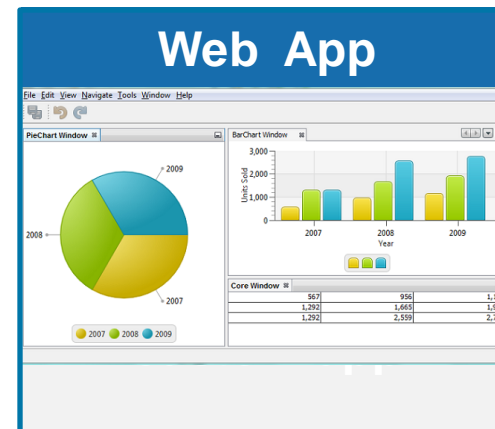 Web App
File Edit View Navigate Tools Window Help
PieChart Window
BarChart Window
2009
2008
2007
2007 2008 2009
3,000
2,000
1,000
0
Units Sold
2007 2008 2009
Year
Core Window
567 956
1,292 1,665
1,292 2,559